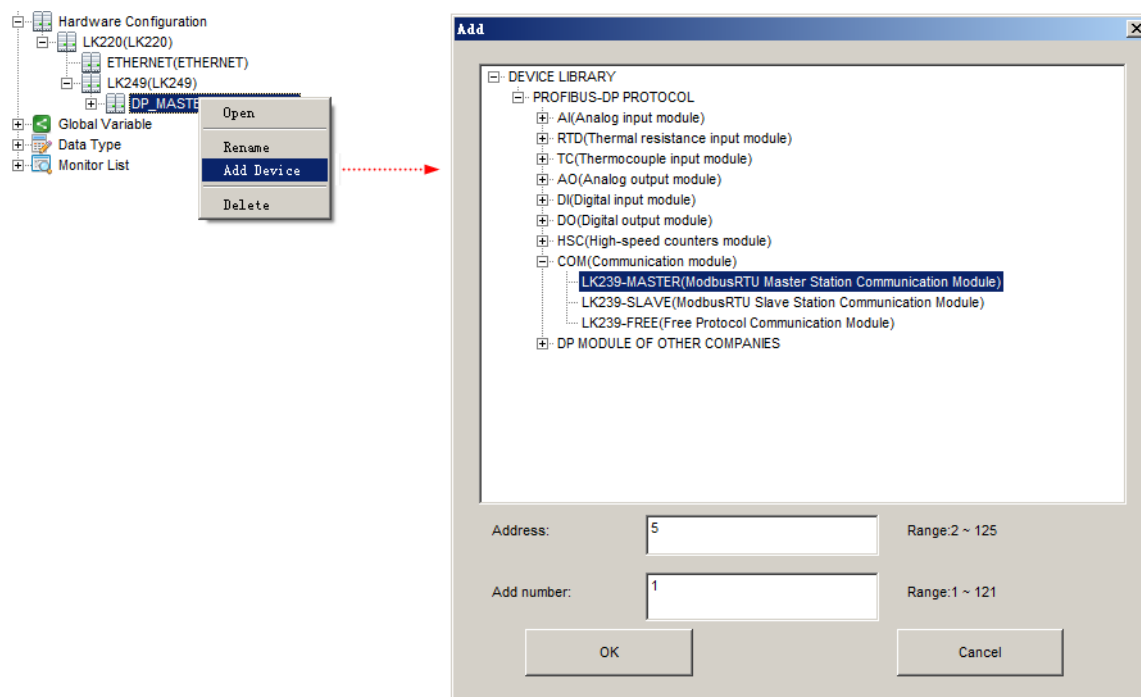 Hardware Configuration
LK220(LK220)
ETHERNET(ETHERNET)
LK249(LK249)
DP_MASTE
Global Variable
Data Type
Monitor List
Open
Rename
Add Device
Delete
Add
DEVICE LIBRARY
PROFIBUS-DP PROTOCOL
AI(Analog input module)
RTD(Thermal resistance input module)
TC(Thermocouple input module)
AO(Analog output module)
DI(Digital input module)
DO(Digital output module)
HSC(High-speed counters module)
COM(Communication module)
LK239-MASTER(ModbusRTU Master Station Communication Module)
LK239-SLAVE(ModbusRTU Slave Station Communication Module)
LK239-FREE(Free Protocol Communication Module)
DP MODULE OF OTHER COMPANIES
Address: 5 Range:2 ~ 125
Add number: 1 Range:1 ~ 121
OK Cancel